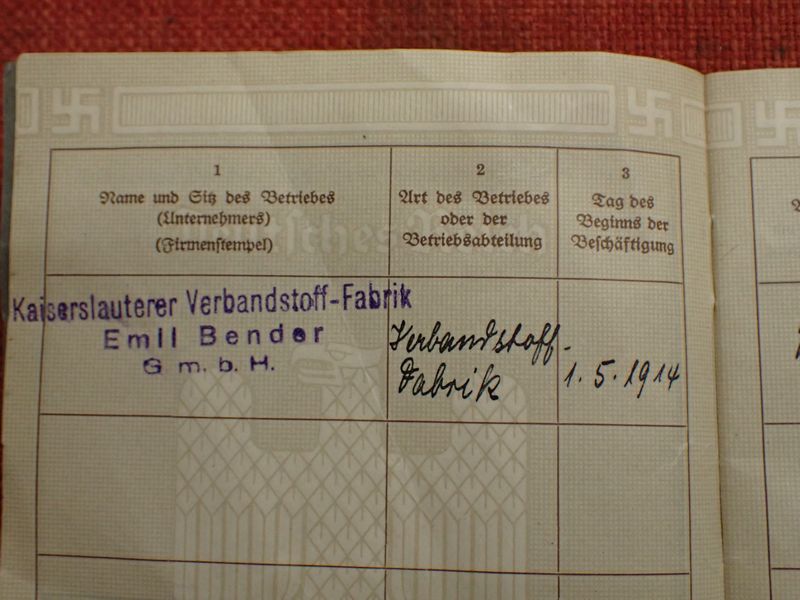 1
Name und Sitz des Betriebes
(Unternehmers)
(Firmenstempel)
2
Art des Betriebes
oder der
Betriebsabteilung
3
Tag des
Beginns der
Beschäftigung
Kaiserslauterer Verbandstoff-Fabrik
Emil Bender
G m. b. H.
Verbandstoff-
Fabrik
1. 5. 1914